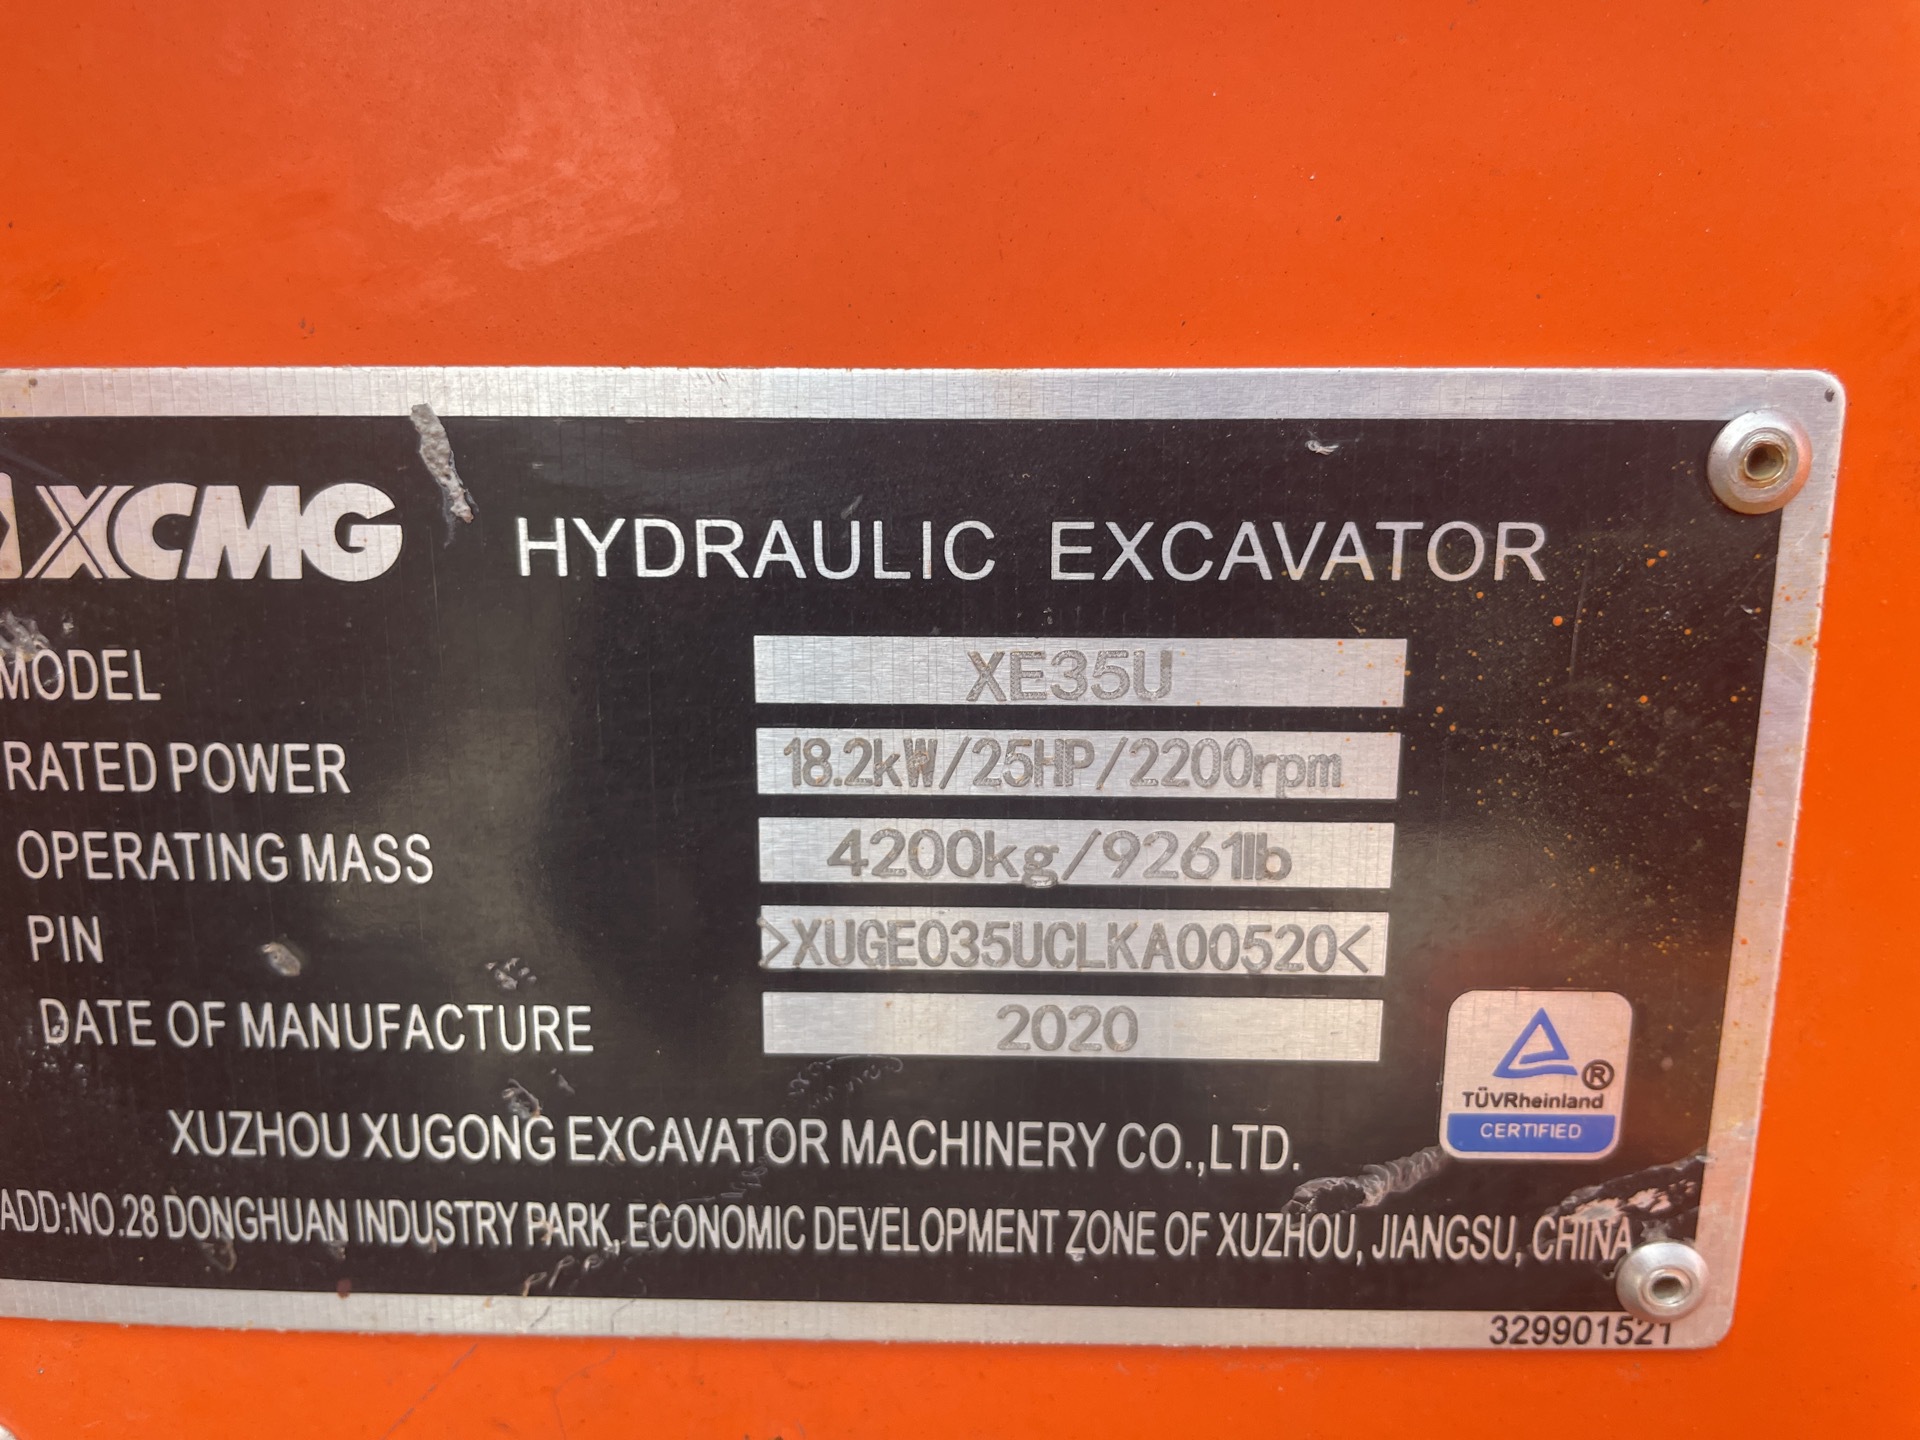 XCMG HYDRAULIC EXCAVATOR
MODEL XE35U
RATED POWER 18.2kW/25HP/2200rpm
OPERATING MASS 4200kg/9261lb
PIN >XUGE035UCLKA00520<
DATE OF MANUFACTURE 2020
TÜVRheinland®
CERTIFIED
XUZHOU XUGONG EXCAVATOR MACHINERY CO.,LTD.
ADD:NO.28 DONGHUAN INDUSTRY PARK, ECONOMIC DEVELOPMENT ZONE OF XUZHOU, JIANGSU, CHINA
329901521